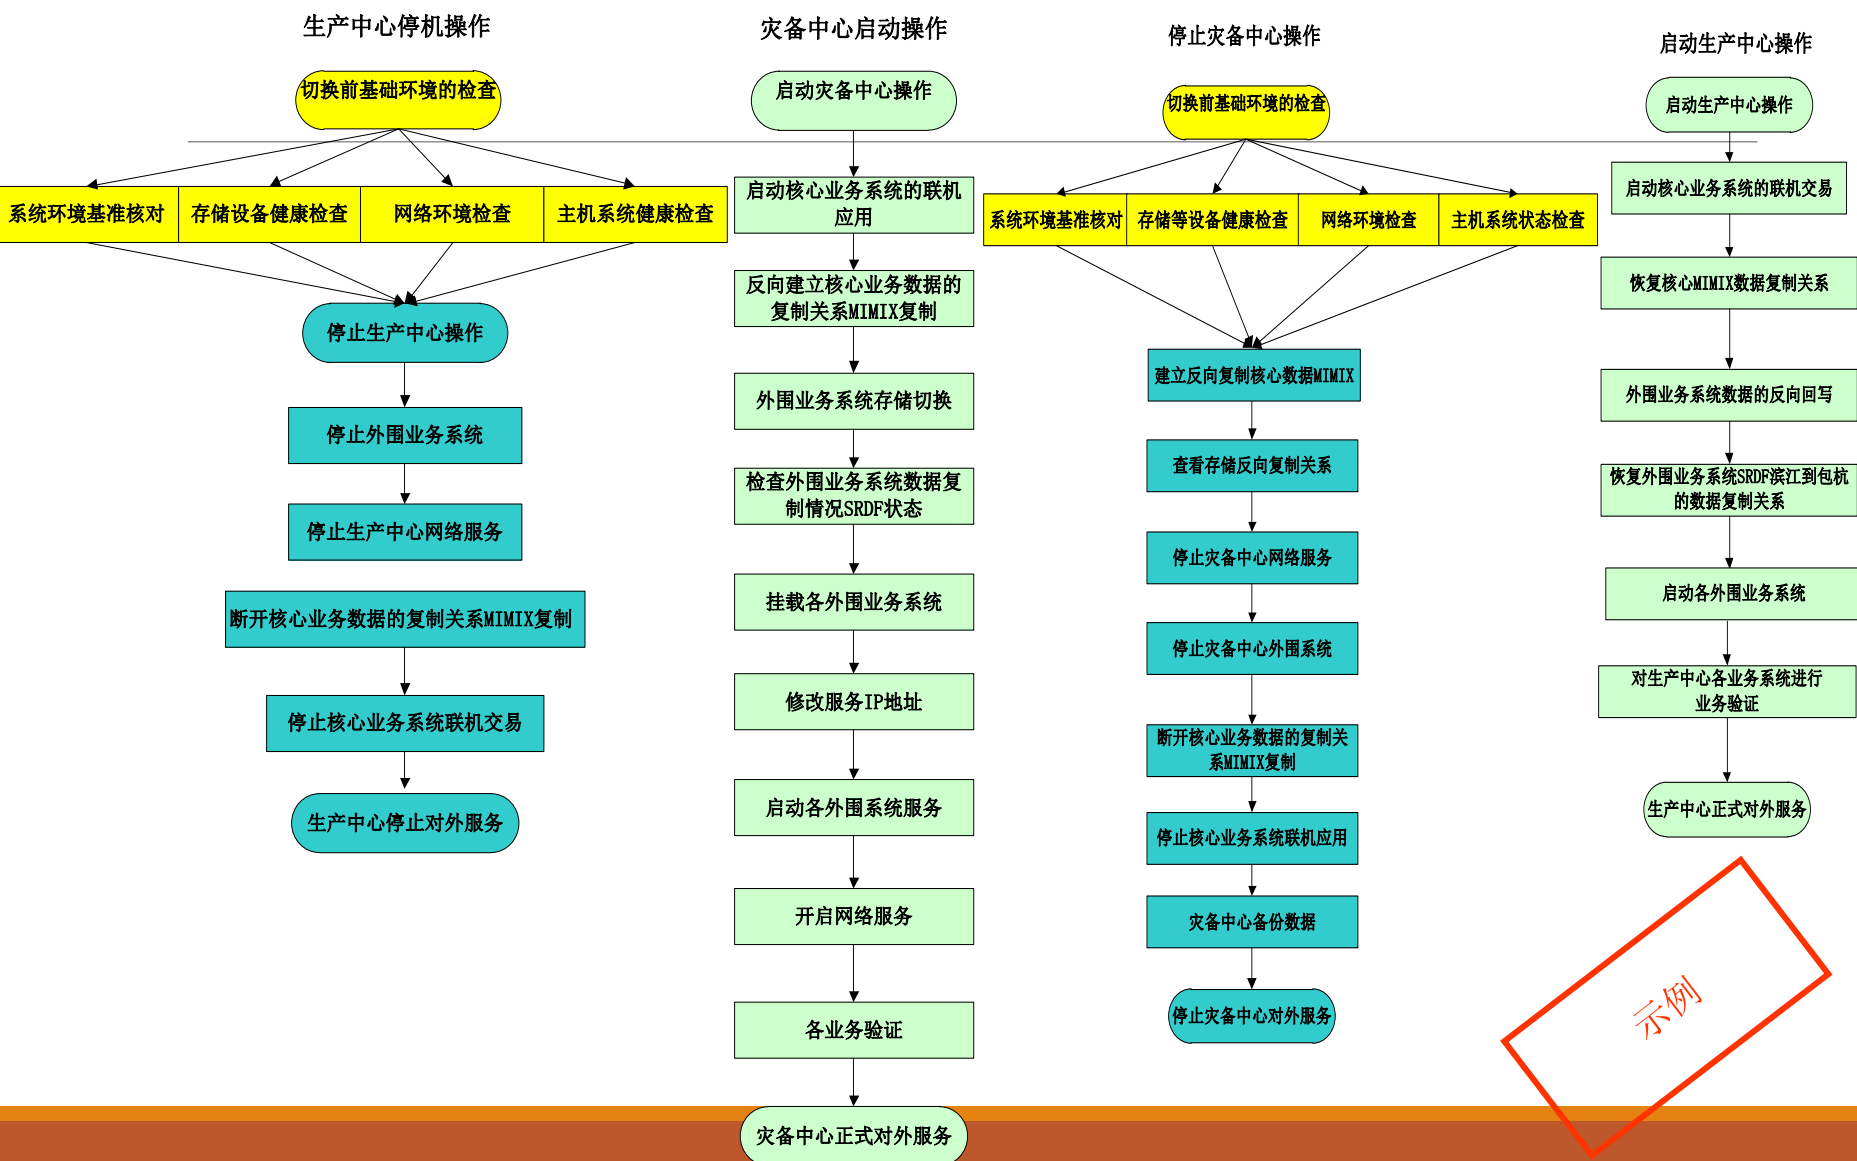 生产中心停机操作
切换前基础环境的检查
系统环境基准核对
存储设备健康检查
网络环境检查
主机系统健康检查
停止生产中心操作
停止外围业务系统
停止生产中心网络服务
断开核心业务数据的复制关系MIMIX复制
停止核心业务系统联机交易
生产中心停止对外服务
灾备中心启动操作
启动灾备中心操作
启动核心业务系统的联机
应用
反向建立核心业务数据的
复制关系MIMIX复制
外围业务系统存储切换
检查外围业务系统数据复
制情况SRDF状态
挂载各外围业务系统
修改服务IP地址
启动各外围系统服务
开启网络服务
各业务验证
灾备中心正式对外服务
停止灾备中心操作
切换前基础环境的检查
系统环境基准核对
存储等设备健康检查
网络环境检查
主机系统状态检查
建立反向复制核心数据MIMIX
查看存储反向复制关系
停止灾备中心网络服务
停止灾备中心外围系统
断开核心业务数据的复制关
系MIMIX复制
停止核心业务系统联机应用
灾备中心备份数据
停止灾备中心对外服务
启动生产中心操作
启动生产中心操作
启动核心业务系统的联机交易
恢复核心MIMIX数据复制关系
外围业务系统数据的反向回写
恢复外围业务系统SRDF滨江到包杭
的数据复制关系
启动各外围业务系统
对生产中心各业务系统进行
业务验证
生产中心正式对外服务
示例